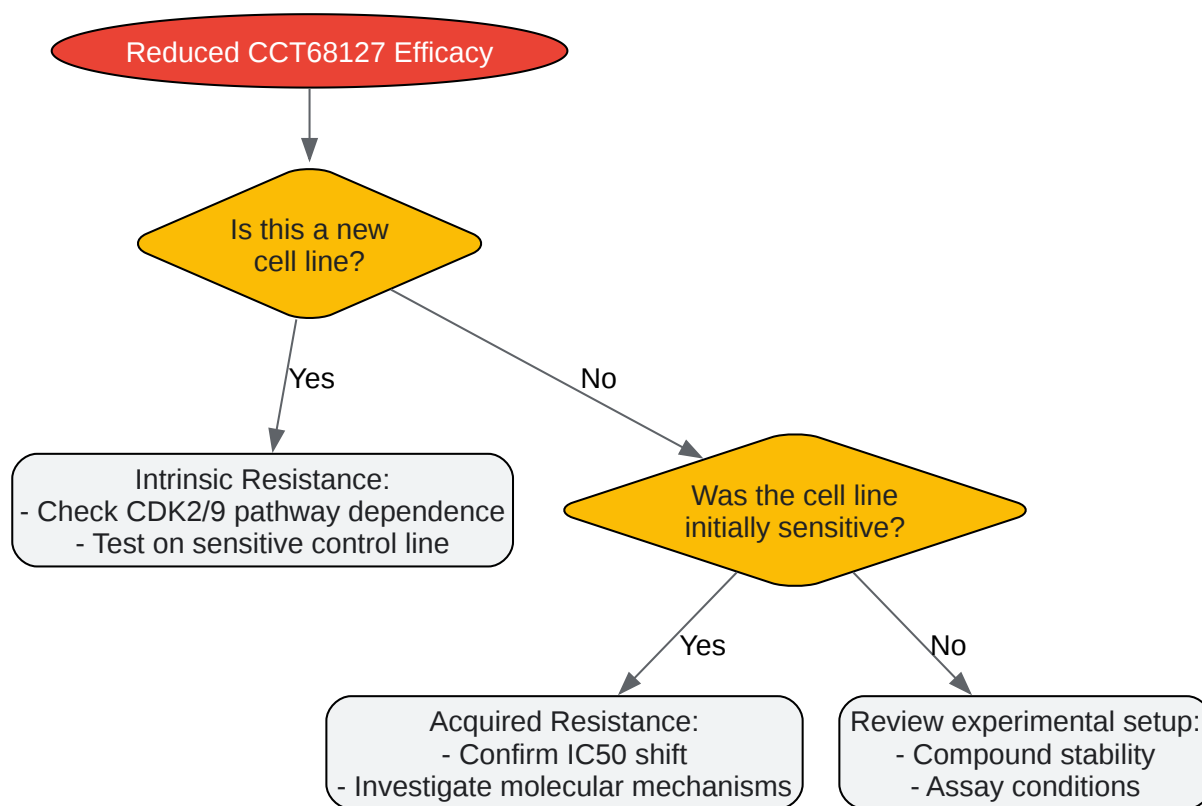 Reduced CCT68127 Efficacy
Is this a new
cell line?
Yes
No
Intrinsic Resistance:
- Check CDK2/9 pathway dependence
- Test on sensitive control line
Was the cell line
initially sensitive?
Yes
No
Acquired Resistance:
- Confirm IC50 shift
- Investigate molecular mechanisms
Review experimental setup:
- Compound stability
- Assay conditions